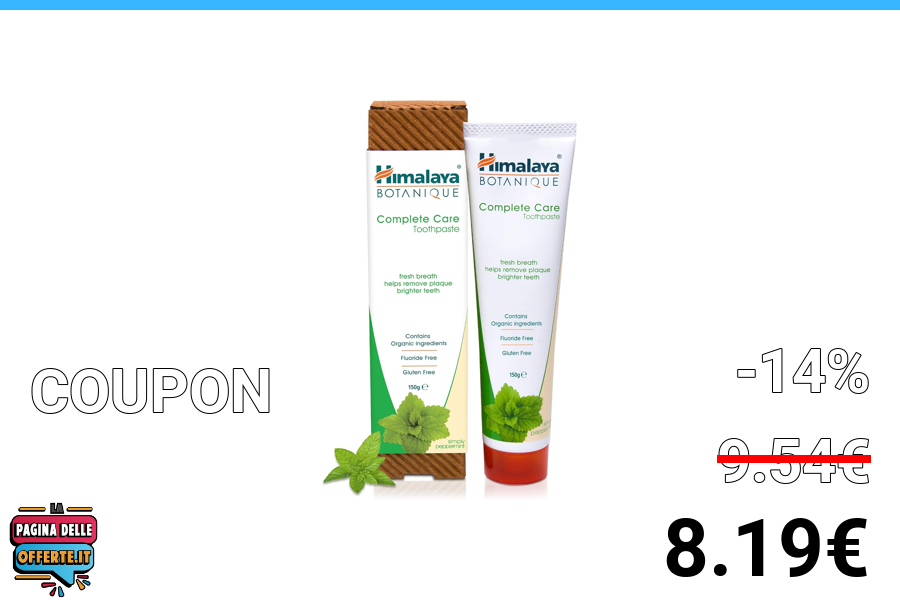 Himalaya®
BOTANIQUE
Complete Care
Toothpaste
fresh breath
helps remove plaque
brighter teeth
Contains
Organic ingredients
Fluoride Free
Gluten Free
150g ℮
simply
peppermint
Himalaya®
BOTANIQUE
Complete Care
Toothpaste
fresh breath
helps remove plaque
brighter teeth
Contains
Organic ingredients
Fluoride Free
Gluten Free
150g ℮
simply
peppermint
COUPON
-14%
9.54€
8.19€
LA
PAGINA DELLE
OFFERTE.IT